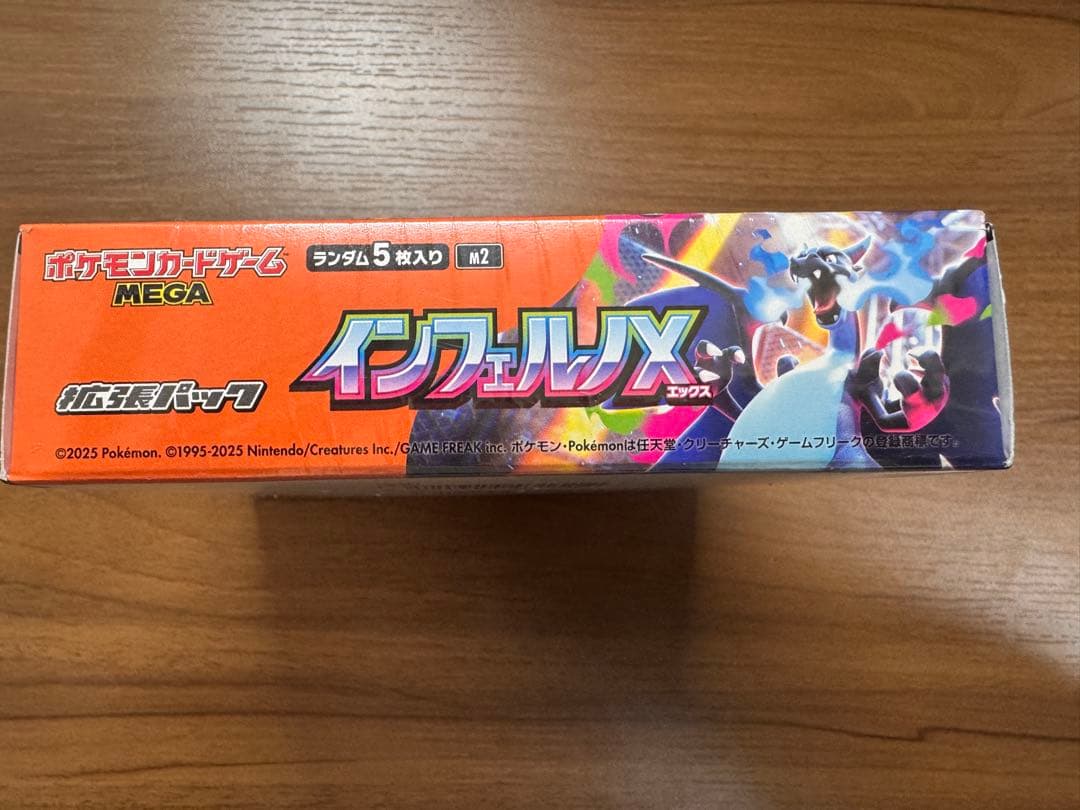 ポケモンカードゲーム
MEGA
ランダム5枚入り
M2
インフェルノX
エックス
拡張パック
©2025 Pokémon. ©1995-2025 Nintendo/Creatures Inc./GAME FREAK inc. ポケモン・Pokémonは任天堂・クリーチャーズ・ゲームフリークの登録商標です。